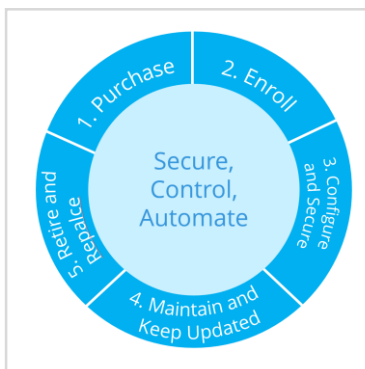 1. Purchase
2. Enroll
3. Configure
and Secure
4. Maintain and
Keep Updated
5. Retire and
Repalce
Secure,
Control,
Automate